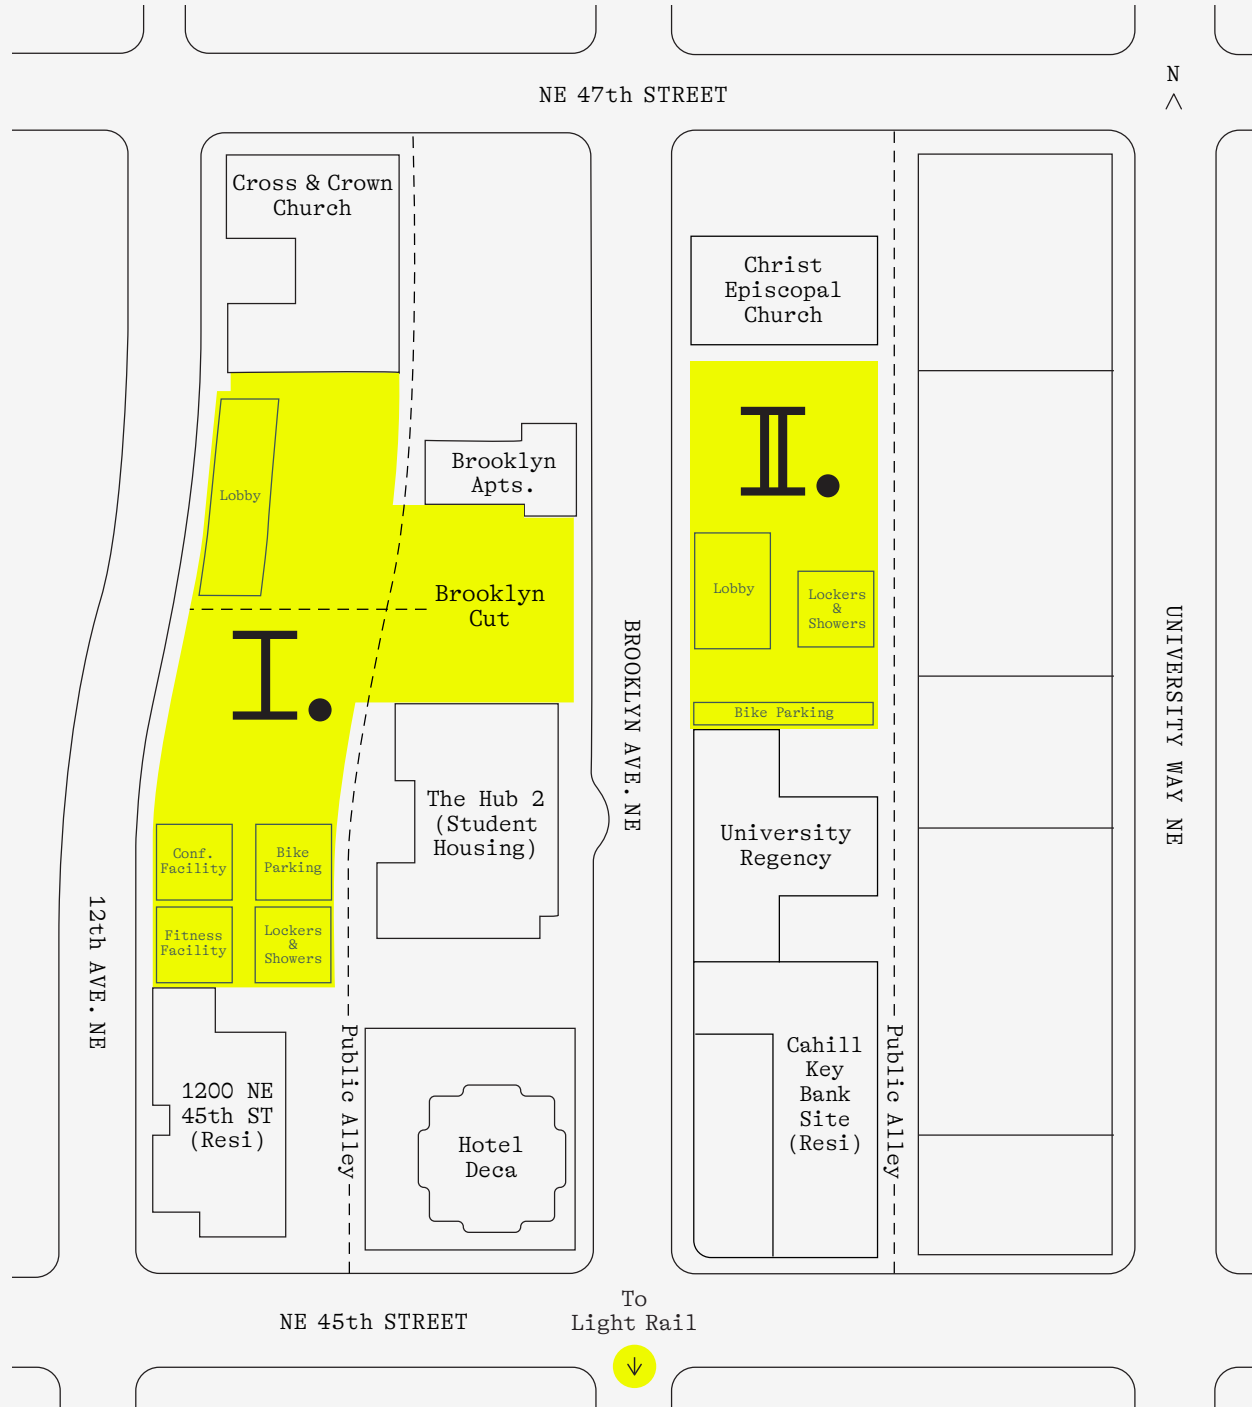 N
NE 47th STREET
Cross & Crown
Church
Christ
Episcopal
Church
II.
Brooklyn
Apts.
Lobby
Brooklyn
Cut
Lobby
Lockers
&
Showers
I.
Bike Parking
BROOKLYN AVE. NE
UNIVERSITY WAY NE
The Hub 2
(Student
Housing)
University
Regency
Conf.
Facility
Bike
Parking
Fitness
Facility
Lockers
&
Showers
12th AVE. NE
Public Alley
Public Alley
1200 NE
45th ST
(Resi)
Hotel
Deca
Cahill
Key
Bank
Site
(Resi)
NE 45th STREET
To
Light Rail